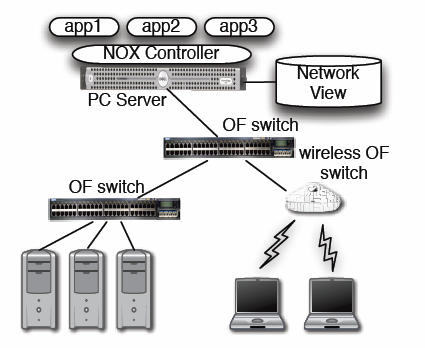 app1 app2 app3
NOX Controller
PC Server
Network
View
OF switch
wireless OF
switch
OF switch